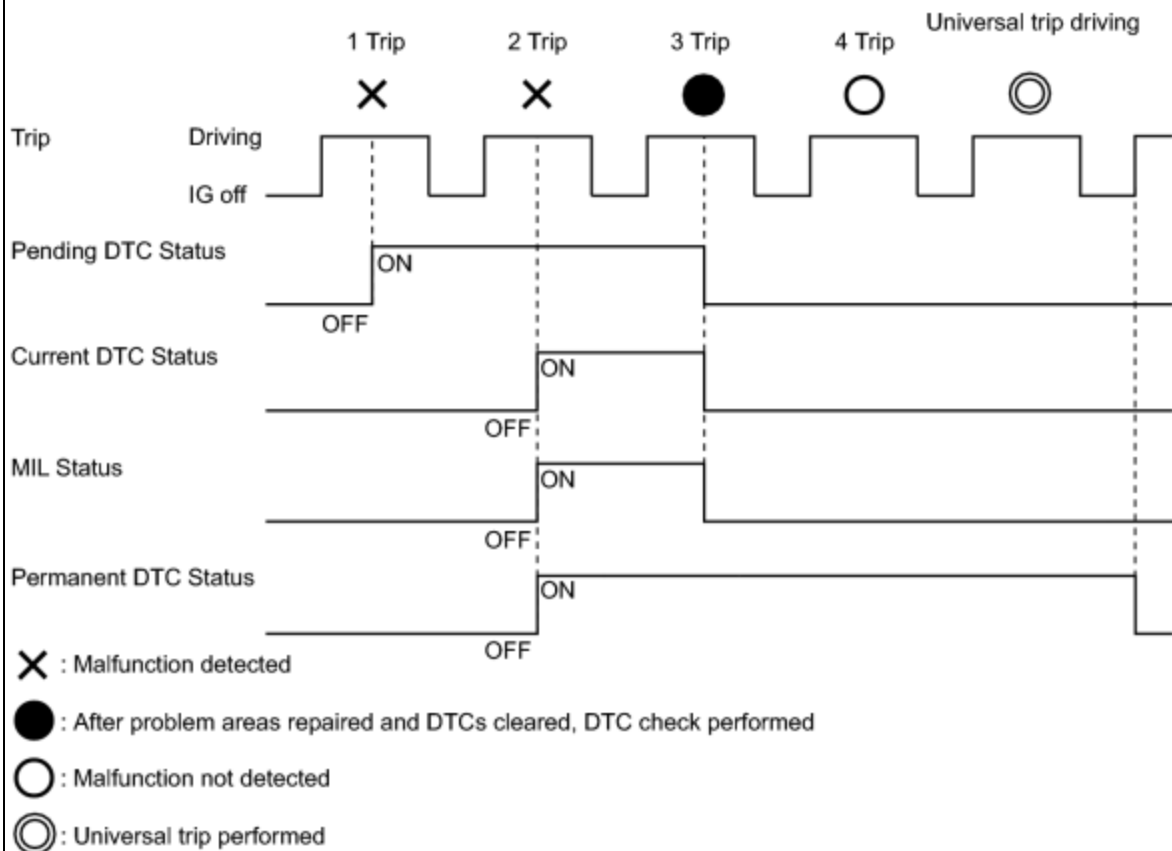 Universal trip driving
1 Trip
2 Trip
3 Trip
4 Trip
Trip
Driving
IG off
Pending DTC Status
ON
OFF
Current DTC Status
ON
OFF
MIL Status
ON
OFF
Permanent DTC Status
ON
OFF
: Malfunction detected
: After problem areas repaired and DTCs cleared, DTC check performed
: Malfunction not detected
: Universal trip performed